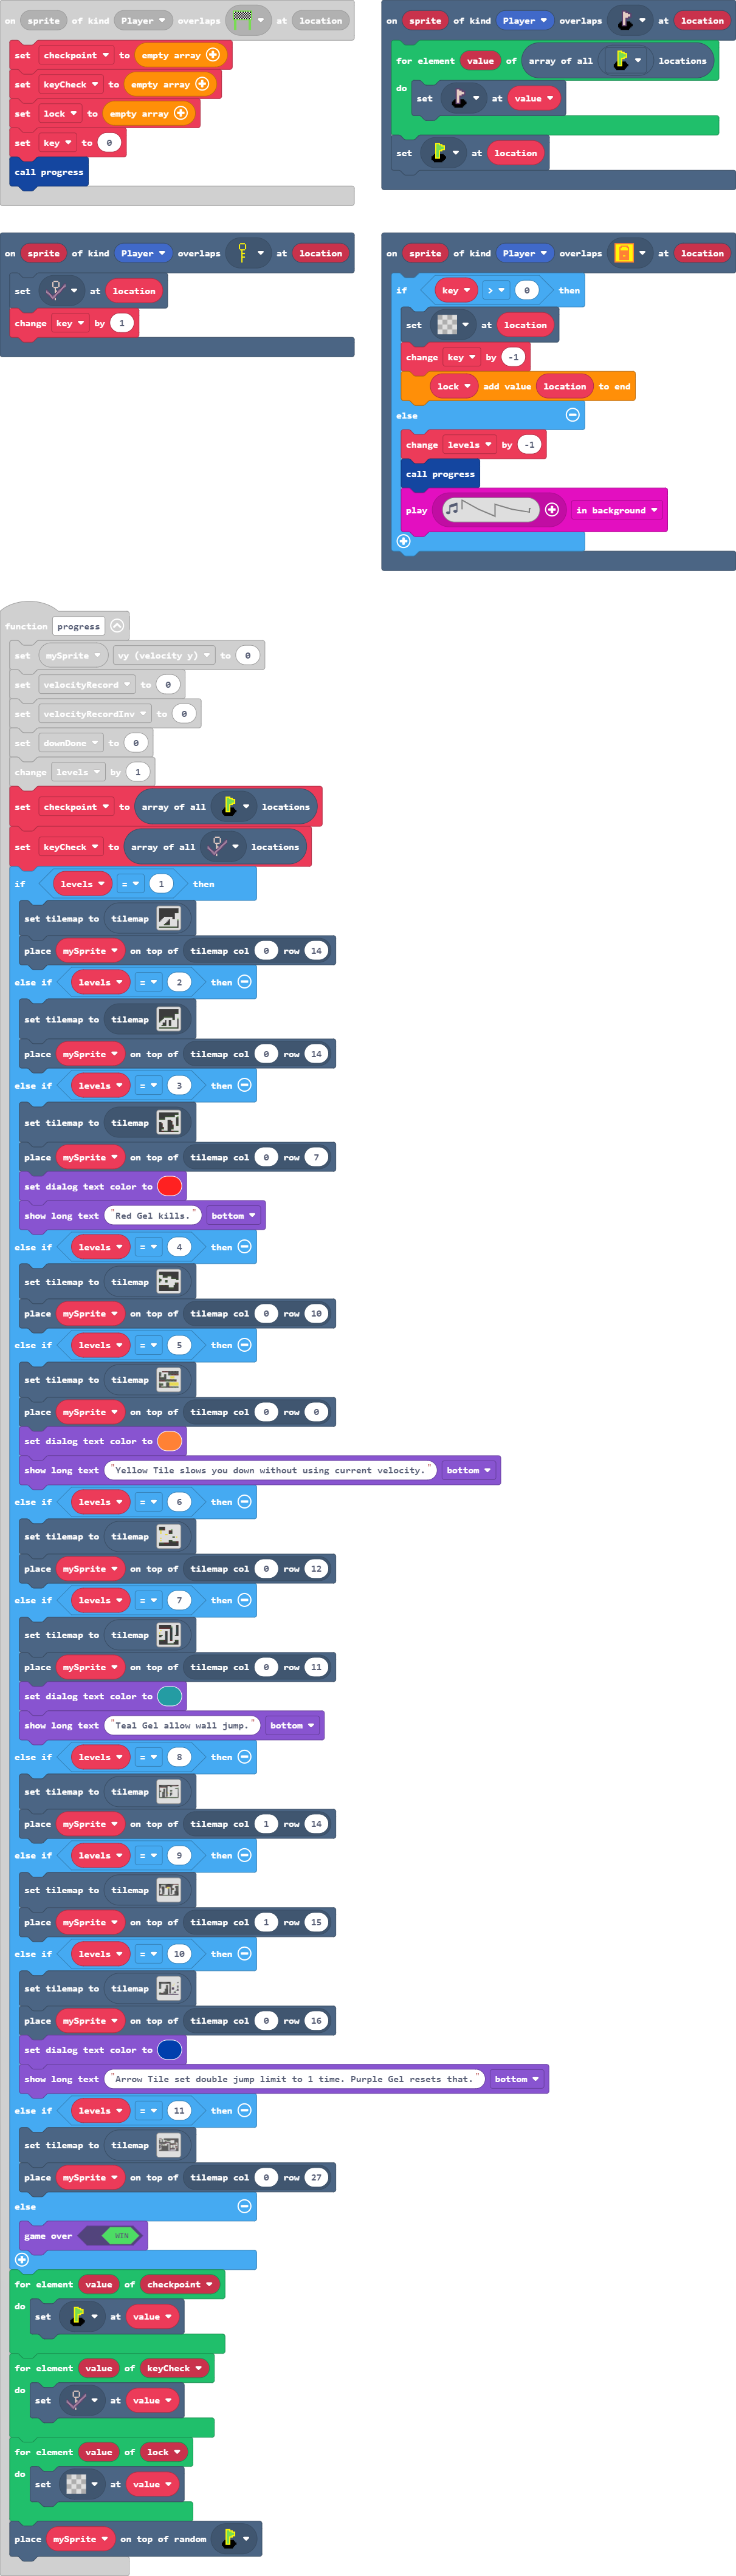 on sprite of kind Player overlaps at location
set checkpoint to empty array
set keyCheck to empty array
set lock to empty array
set key to 0
call progress
on sprite of kind Player overlaps at location
for element value of array of all locations
do
set at value
set at location
on sprite of kind Player overlaps at location
set at location
change key by 1
on sprite of kind Player overlaps at location
if key > 0 then
set at location
change key by -1
lock add value location to end
else
change levels by -1
call progress
play in background
function progress
set mySprite vy (velocity y) to 0
set velocityRecord to 0
set velocityRecordInv to 0
set downDone to 0
change levels by 1
set checkpoint to array of all locations
set keyCheck to array of all locations
if levels = 1 then
set tilemap to tilemap
place mySprite on top of tilemap col 0 row 14
else if levels = 2 then
set tilemap to tilemap
place mySprite on top of tilemap col 0 row 14
else if levels = 3 then
set tilemap to tilemap
place mySprite on top of tilemap col 0 row 7
set dialog text color to
show long text "Red Gel kills." bottom
else if levels = 4 then
set tilemap to tilemap
place mySprite on top of tilemap col 0 row 10
else if levels = 5 then
set tilemap to tilemap
place mySprite on top of tilemap col 0 row 0
set dialog text color to
show long text "Yellow Tile slows you down without using current velocity." bottom
else if levels = 6 then
set tilemap to tilemap
place mySprite on top of tilemap col 0 row 12
else if levels = 7 then
set tilemap to tilemap
place mySprite on top of tilemap col 0 row 11
set dialog text color to
show long text "Teal Gel allow wall jump." bottom
else if levels = 8 then
set tilemap to tilemap
place mySprite on top of tilemap col 1 row 14
else if levels = 9 then
set tilemap to tilemap
place mySprite on top of tilemap col 1 row 15
else if levels = 10 then
set tilemap to tilemap
place mySprite on top of tilemap col 0 row 16
set dialog text color to
show long text "Arrow Tile set double jump limit to 1 time. Purple Gel resets that." bottom
else if levels = 11 then
set tilemap to tilemap
place mySprite on top of tilemap col 0 row 27
else
game over WIN
for element value of checkpoint
do
set at value
for element value of keyCheck
do
set at value
for element value of lock
do
set at value
place mySprite on top of random